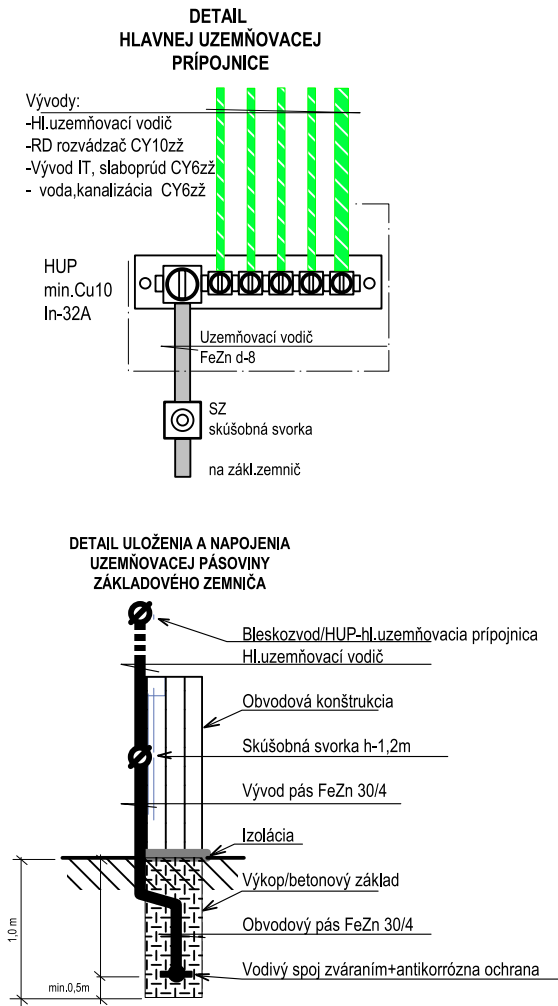 DETAIL
HLAVNEJ UZEMŇOVACEJ
PRÍPOJNICE
Vývody:
-Hl.uzemňovací vodič
-RD rozvádzač CY10zž
-Vývod IT, slaboprúd CY6zž
- voda,kanalizácia CY6zž
HUP
min.Cu10
In-32A
Uzemňovací vodič
FeZn d-8
SZ
skúšobná svorka
na zákl.zemnič
DETAIL ULOŽENIA A NAPOJENIA
UZEMŇOVACEJ PÁSOVINY
ZÁKLADOVÉHO ZEMNIČA
Bleskozvod/HUP-hl.uzemňovacia prípojnica
Hl.uzemňovací vodič
Obvodová konštrukcia
Skúšobná svorka h-1,2m
Vývod pás FeZn 30/4
Izolácia
Výkop/betonový základ
Obvodový pás FeZn 30/4
Vodivý spoj zváraním+antikorrózna ochrana
1,0 m
min.0,5m